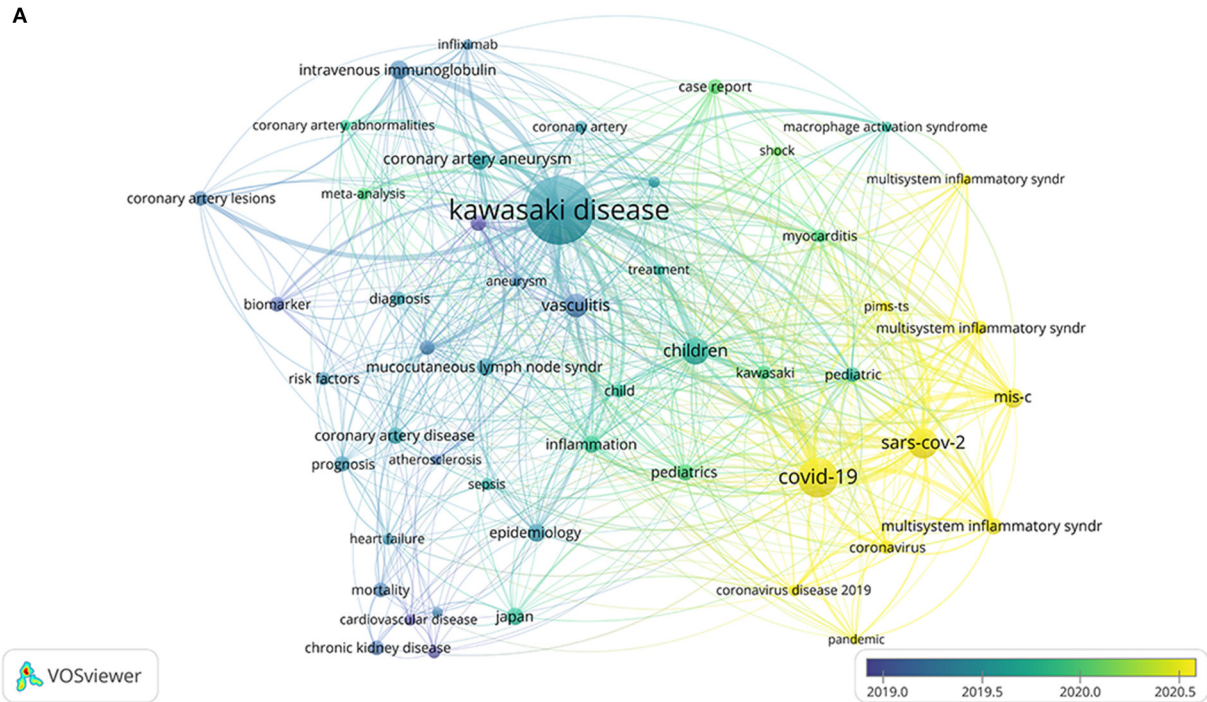 A
infliximab
intravenous immunoglobulin
case report
coronary artery abnormalities
coronary artery
macrophage activation syndrome
shock
coronary artery aneurysm
multisystem inflammatory syndr
meta-analysis
coronary artery lesions
kawasaki disease
myocarditis
treatment
aneurysm
biomarker
diagnosis
vasculitis
pims-ts
multisystem inflammatory syndr
children
mucocutaneous lymph node syndr
kawasaki
pediatric
risk factors
child
mis-c
coronary artery disease
inflammation
sars-cov-2
prognosis
atherosclerosis
pediatrics
covid-19
sepsis
multisystem inflammatory syndr
epidemiology
heart failure
coronavirus
mortality
coronavirus disease 2019
cardiovascular disease
japan
chronic kidney disease
pandemic
VOSviewer
2019.0 2019.5 2020.0 2020.5